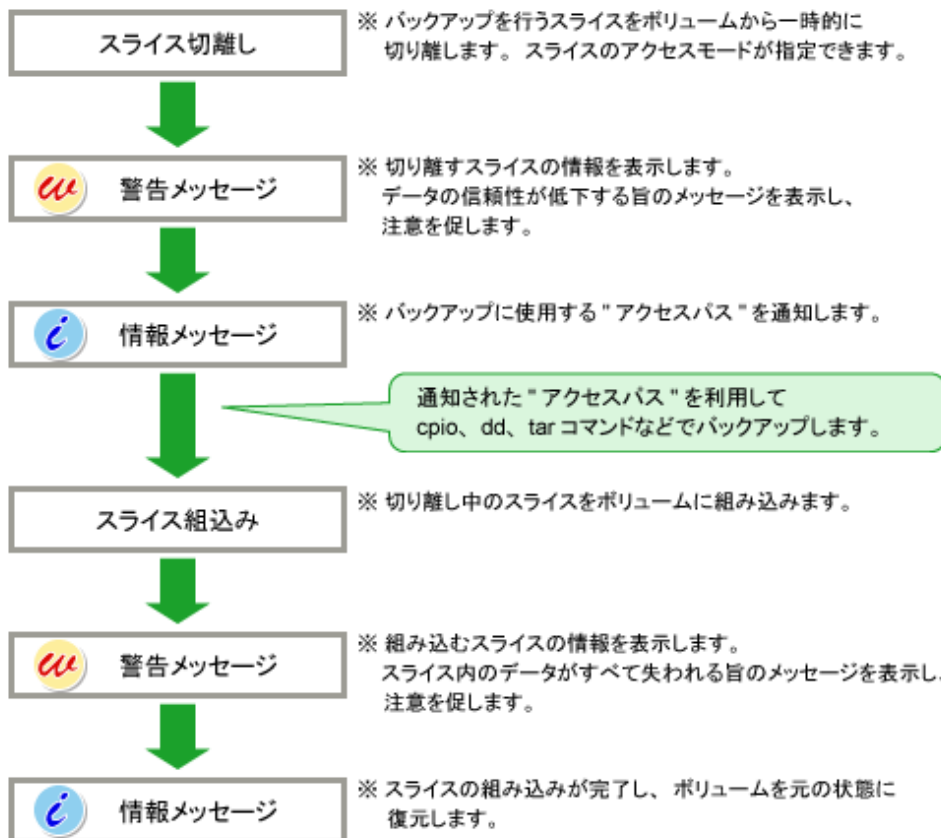 スライス切離し
※ バックアップを行うスライスをボリュームから一時的に
切り離します。 スライスのアクセスモードが指定できます。
w 警告メッセージ
※ 切り離すスライスの情報を表示します。
データの信頼性が低下する旨のメッセージを表示し、
注意を促します。
i 情報メッセージ
※ バックアップに使用する " アクセスパス " を通知します。
通知された " アクセスパス " を利用して
cpio、dd、tar コマンドなどでバックアップします。
スライス組込み
※ 切り離し中のスライスをボリュームに組み込みます。
w 警告メッセージ
※ 組み込むスライスの情報を表示します。
スライス内のデータがすべて失われる旨のメッセージを表示し、
注意を促します。
i 情報メッセージ
※ スライスの組み込みが完了し、ボリュームを元の状態に
復元します。